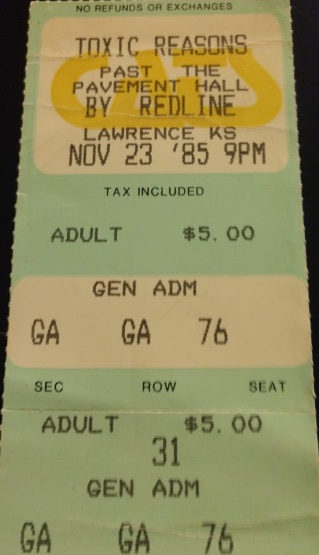 NO REFUNDS OR EXCHANGES
CATS
TOXIC REASONS
PAST THE
PAVEMENT HALL
BY REDLINE
LAWRENCE KS
NOV 23 '85 9PM
TAX INCLUDED
ADULT $5.00
GEN ADM
GA GA 76
SEC ROW SEAT
ADULT $5.00
31
GEN ADM
GA GA 76